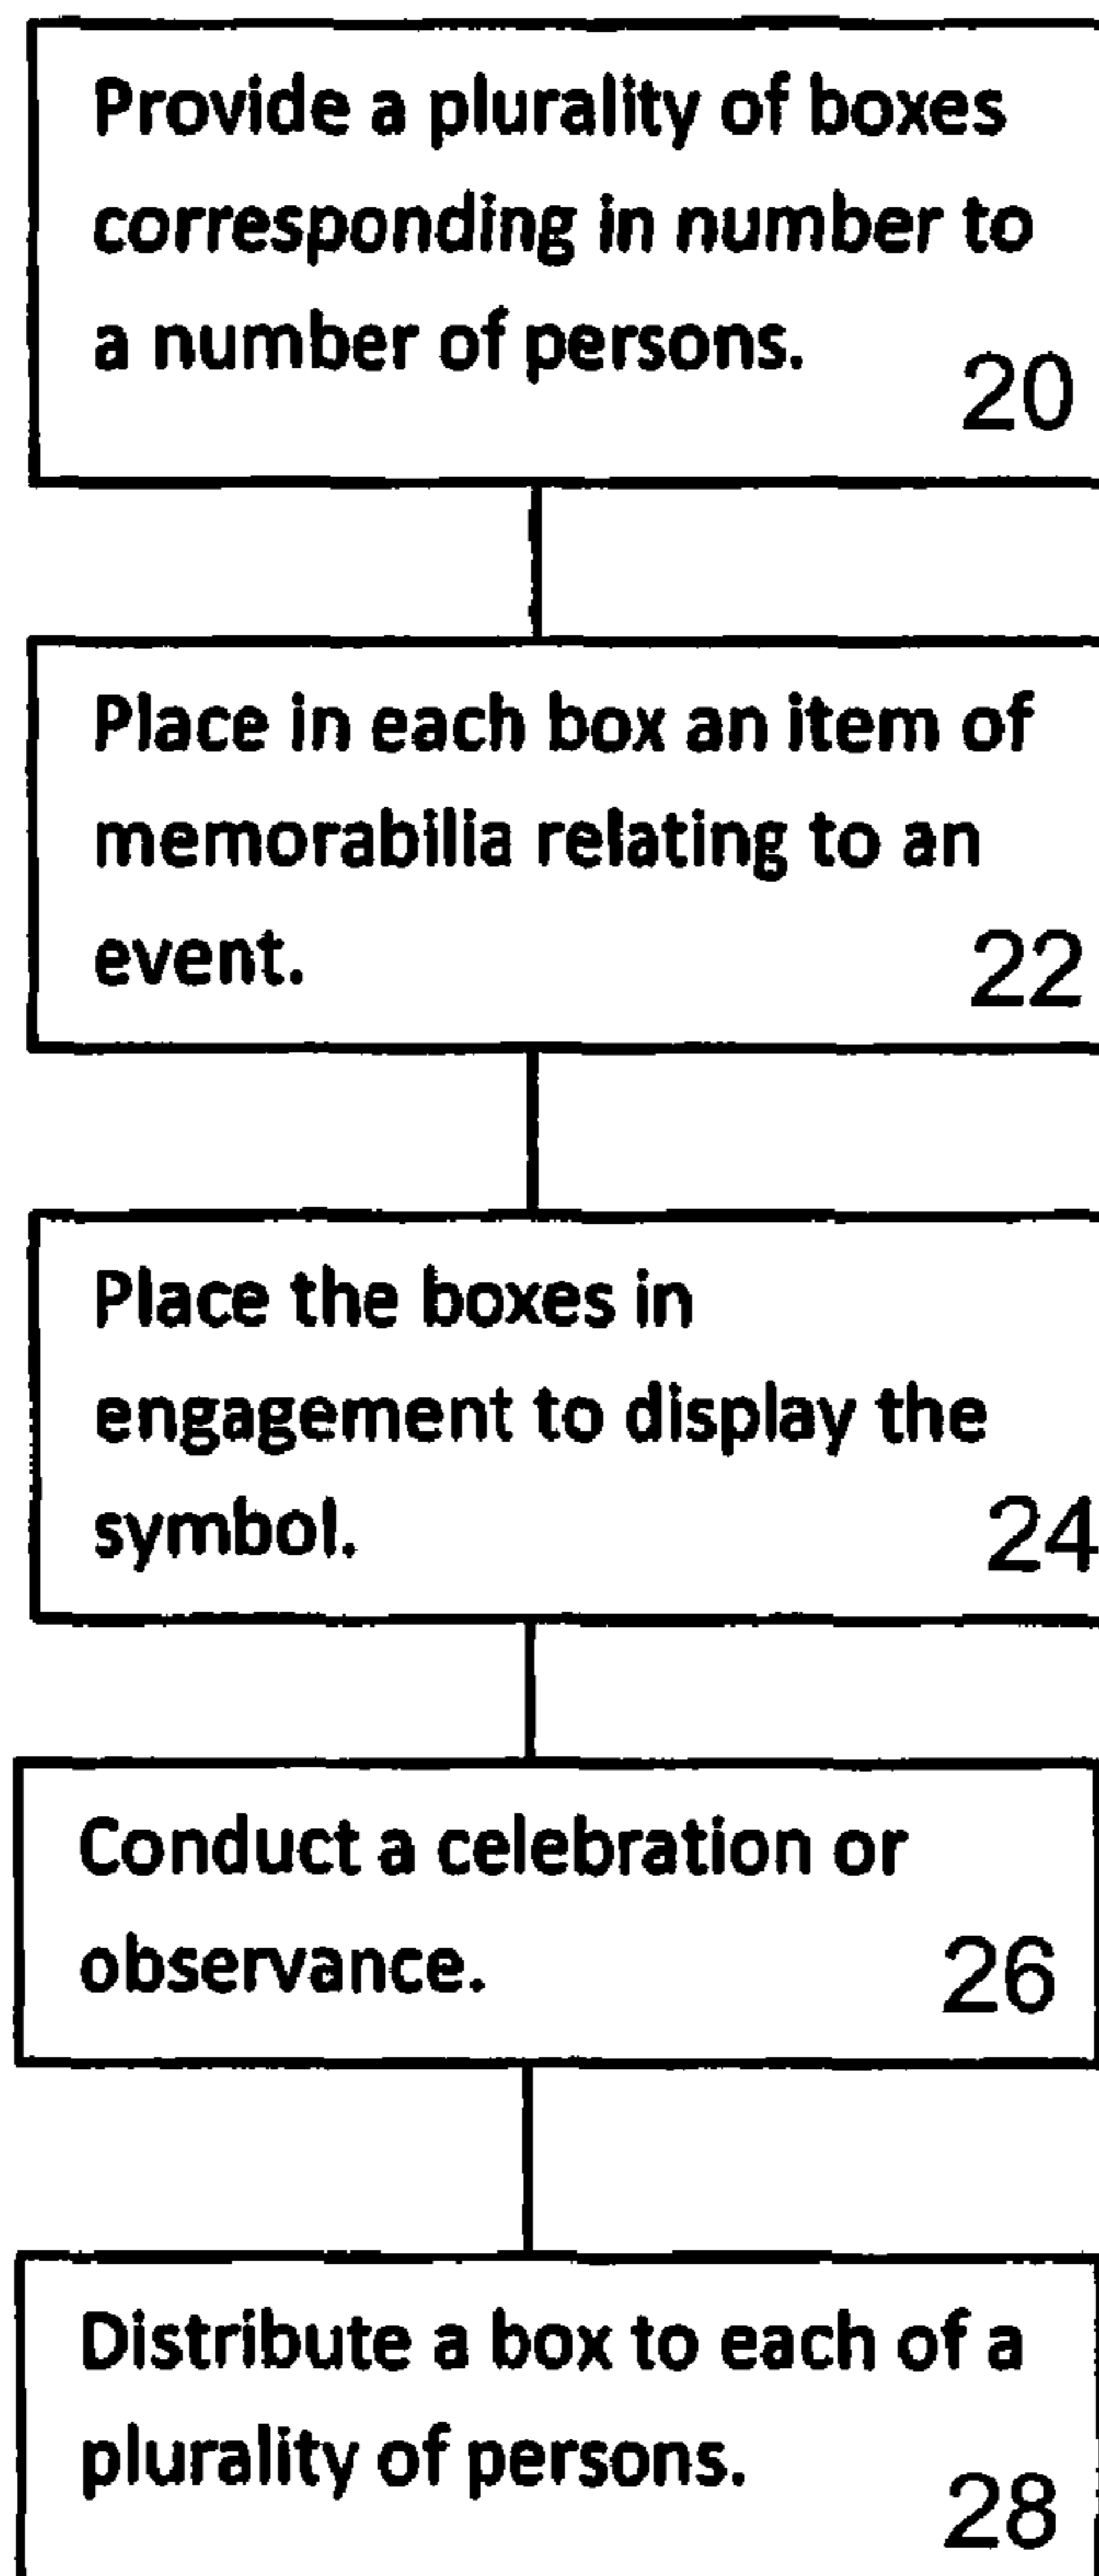 Provide a plurality of boxes
corresponding in number to
a number of persons.
20
Place in each box an item of
memorabilia relating to an
event.
22
Place the boxes in
engagement to display the
symbol.
24
Conduct a celebration or
observance.
26
Distribute a box to each of a
plurality of persons.
28